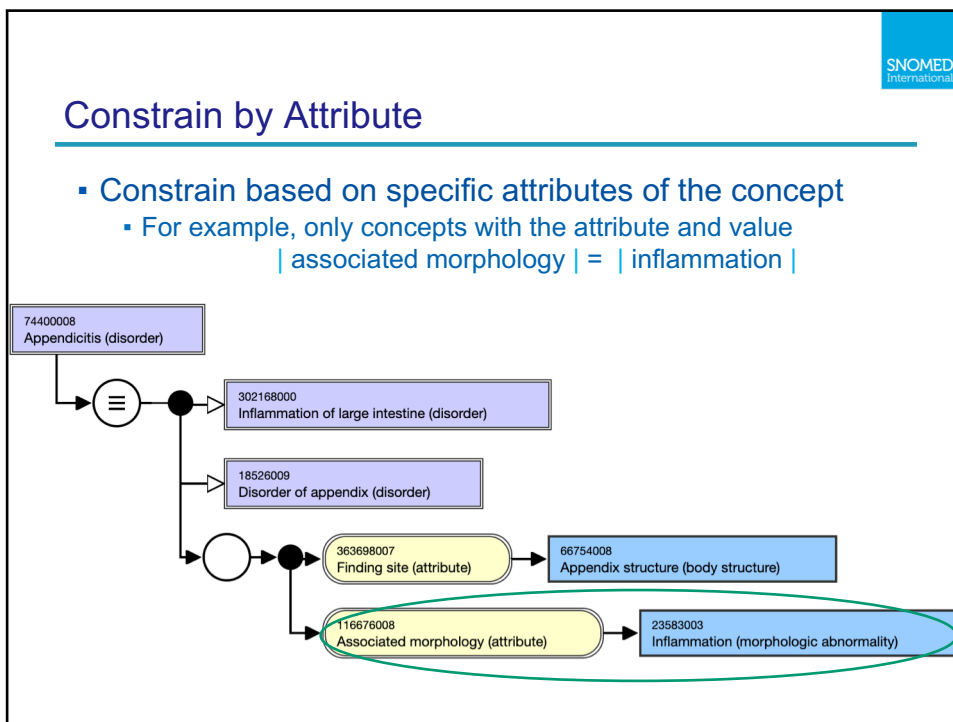 SNOMED
International
Constrain by Attribute
▪ Constrain based on specific attributes of the concept
▪ For example, only concepts with the attribute and value
| associated morphology | = | inflammation |
74400008
Appendicitis (disorder)
302168000
Inflammation of large intestine (disorder)
18526009
Disorder of appendix (disorder)
363698007
Finding site (attribute)
66754008
Appendix structure (body structure)
116676008
Associated morphology (attribute)
23583003
Inflammation (morphologic abnormality)